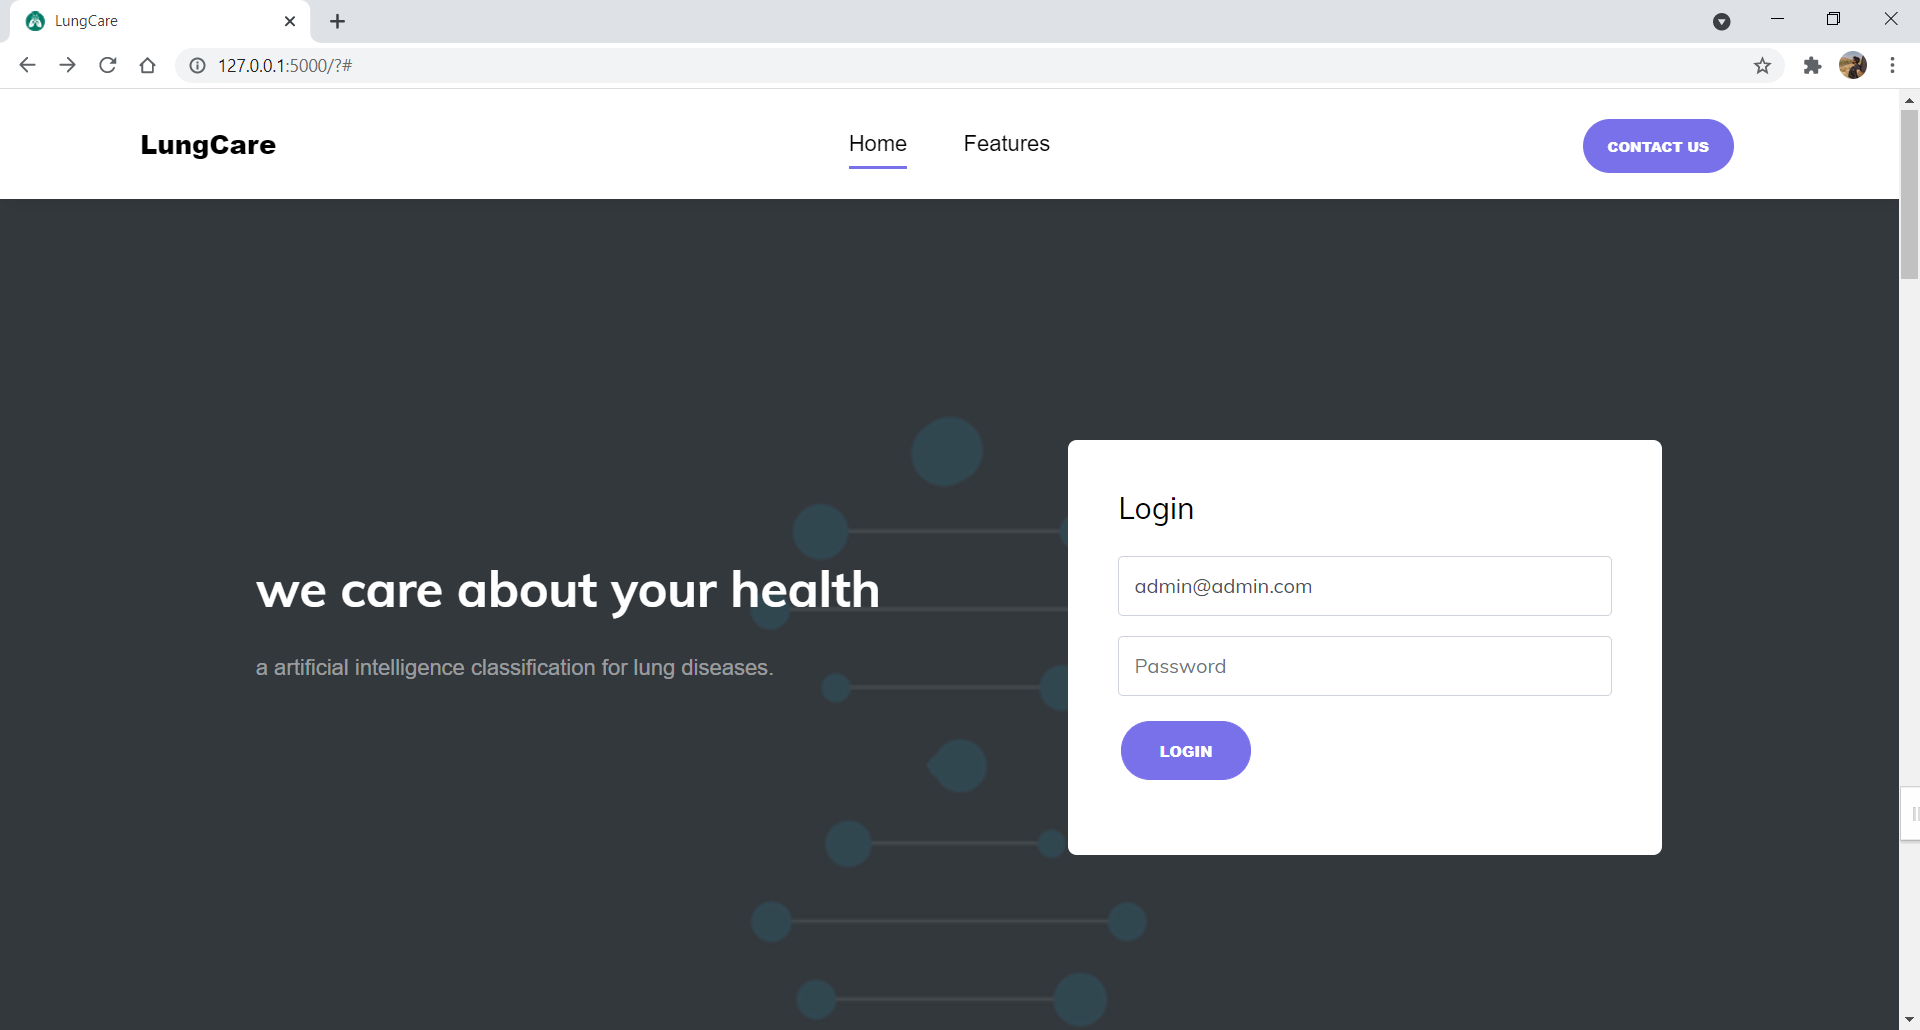 LungCare
127.0.0.1:5000/?#
LungCare
Home
Features
CONTACT US
we care about your health
a artificial intelligence classification for lung diseases.
Login
admin@admin.com
Password
LOGIN